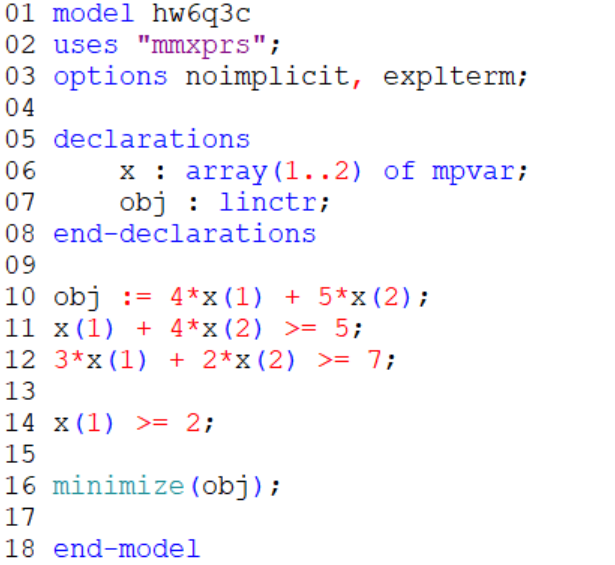 01 model hw6q3c
02 uses "mmxprs";
03 options noimplicit, explterm;
04
05 declarations
06     x : array(1..2) of mpvar;
07     obj : linctr;
08 end-declarations
09
10 obj := 4*x(1) + 5*x(2);
11 x(1) + 4*x(2) >= 5;
12 3*x(1) + 2*x(2) >= 7;
13
14 x(1) >= 2;
15
16 minimize(obj);
17
18 end-model